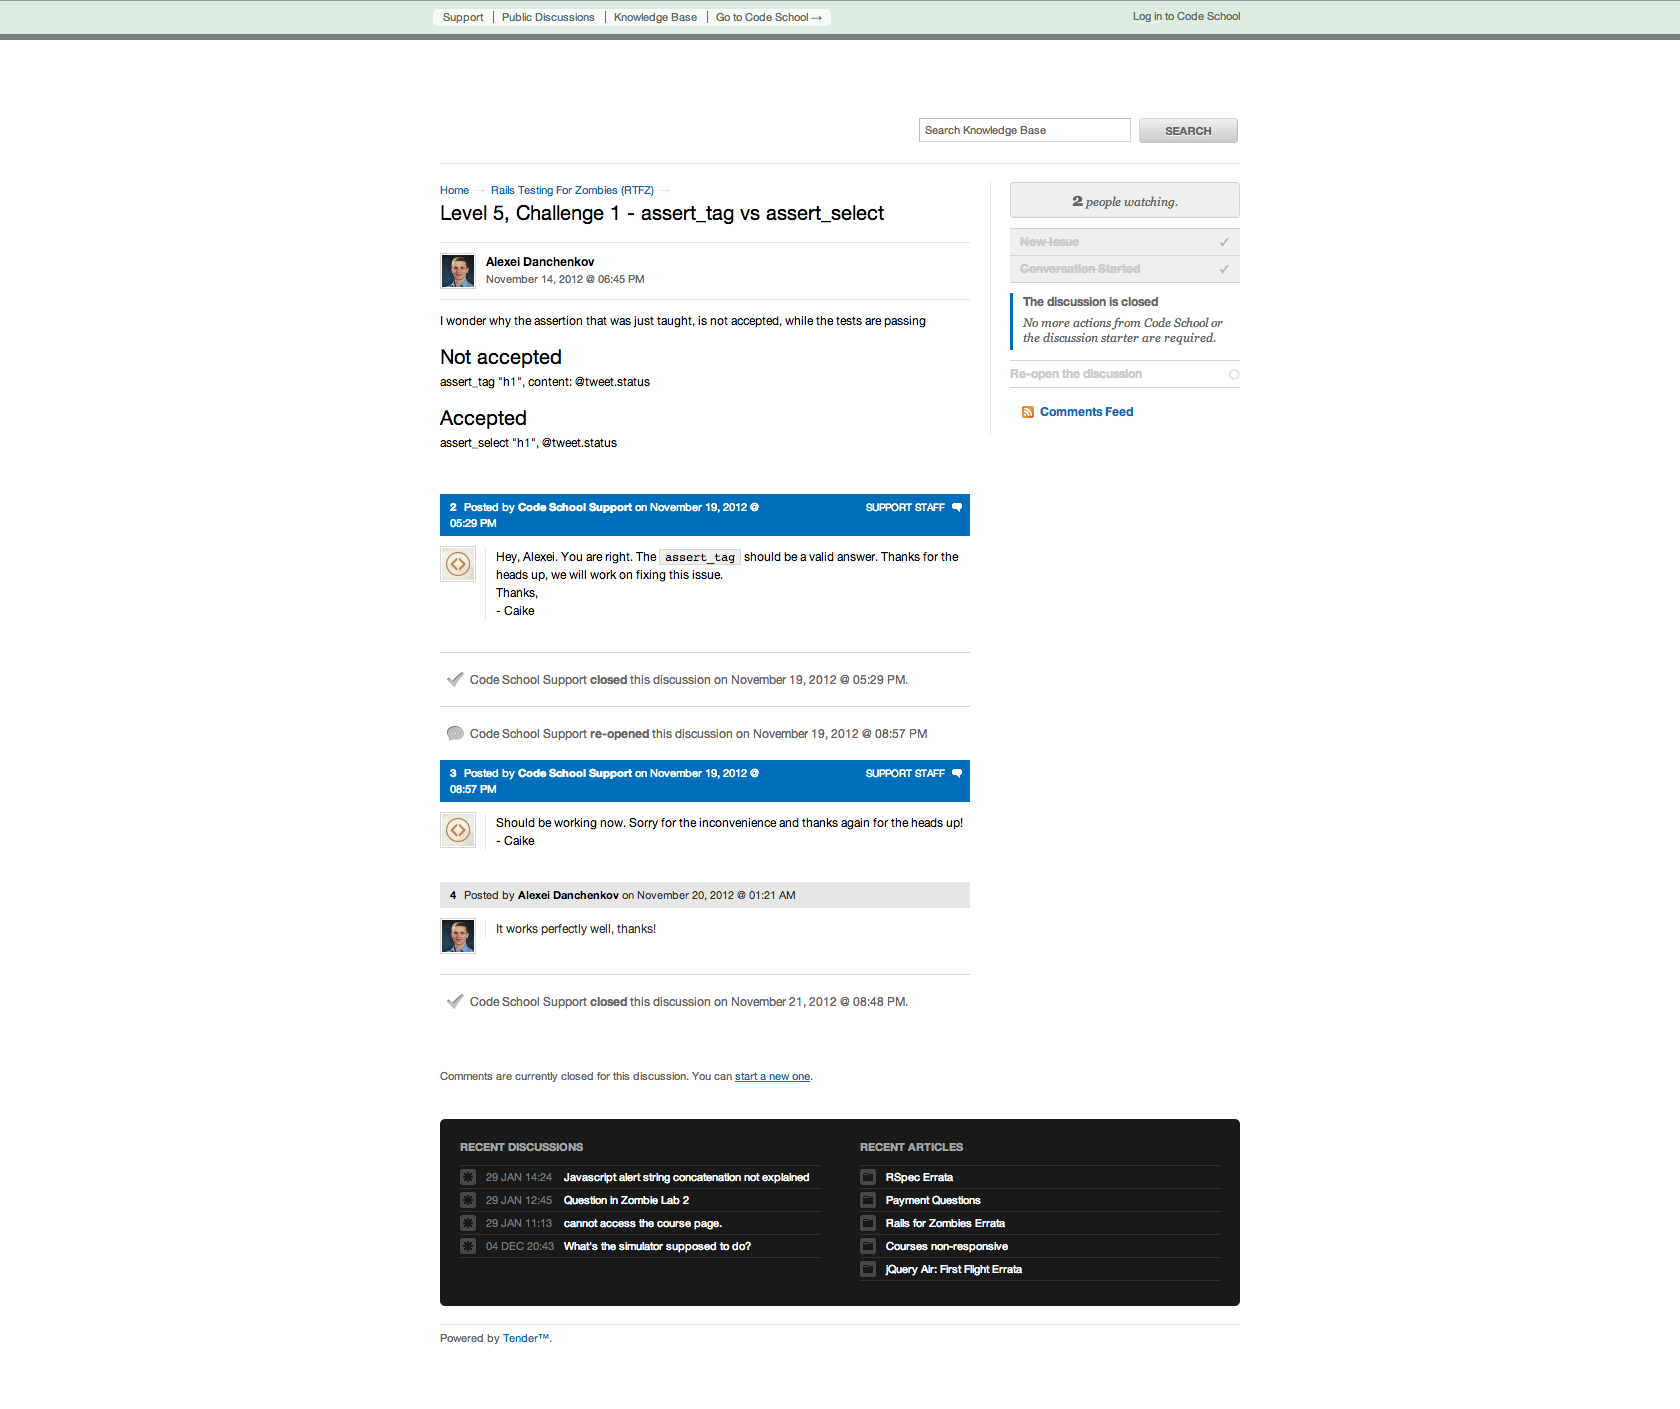 Support
Public Discussions
Knowledge Base
Go to Code School →
Log in to Code School
Search Knowledge Base
SEARCH
Home → Rails Testing For Zombies (RTFZ) →
Level 5, Challenge 1 - assert_tag vs assert_select
Alexei Danchenkov
November 14, 2012 @ 06:45 PM
I wonder why the assertion that was just taught, is not accepted, while the tests are passing
Not accepted
assert_tag "h1", content: @tweet.status
Accepted
assert_select "h1", @tweet.status
2 people watching.
New Issue ✓
Conversation Started ✓
The discussion is closed
No more actions from Code School or
the discussion starter are required.
Re-open the discussion
Comments Feed
2 Posted by Code School Support on November 19, 2012 @
05:29 PM
SUPPORT STAFF
Hey, Alexei. You are right. The assert_tag should be a valid answer. Thanks for the
heads up, we will work on fixing this issue.
Thanks,
- Caike
Code School Support closed this discussion on November 19, 2012 @ 05:29 PM.
Code School Support re-opened this discussion on November 19, 2012 @ 08:57 PM
3 Posted by Code School Support on November 19, 2012 @
08:57 PM
SUPPORT STAFF
Should be working now. Sorry for the inconvenience and thanks again for the heads up!
- Caike
4 Posted by Alexei Danchenkov on November 20, 2012 @ 01:21 AM
It works perfectly well, thanks!
Code School Support closed this discussion on November 21, 2012 @ 08:48 PM.
Comments are currently closed for this discussion. You can start a new one.
RECENT DISCUSSIONS
29 JAN 14:24 Javascript alert string concatenation not explained
29 JAN 12:45 Question in Zombie Lab 2
29 JAN 11:13 cannot access the course page.
04 DEC 20:43 What's the simulator supposed to do?
RECENT ARTICLES
RSpec Errata
Payment Questions
Rails for Zombies Errata
Courses non-responsive
jQuery Air: First Flight Errata
Powered by Tender™.